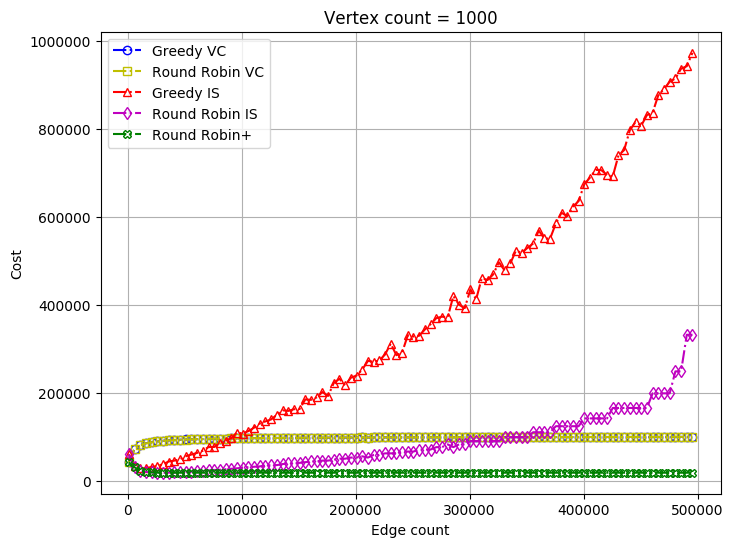 Vertex count = 1000
Greedy VC
Round Robin VC
Greedy IS
Round Robin IS
Round Robin+
1000000
800000
600000
400000
200000
0
Cost
0 100000 200000 300000 400000 500000
Edge count